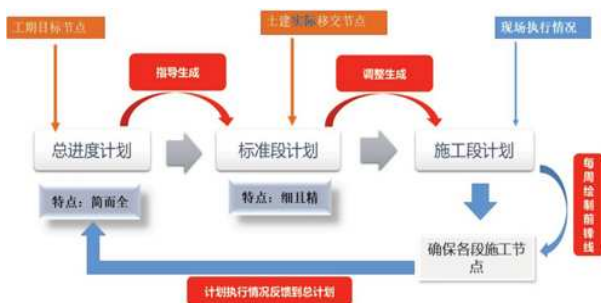 工期目标节点
土建实际移交节点
现场执行情况
指导生成
调整生成
总进度计划
标准段计划
施工段计划
特点：简而全
特点：细且精
每周绘制前锋线
确保各段施工节
点
计划执行情况反馈到总计划